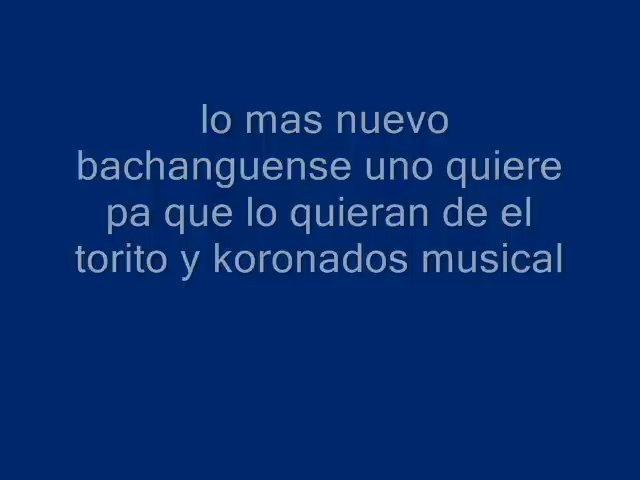 lo mas nuevo
bachanguense uno quiere
pa que lo quieran de el
torito y koronados musical